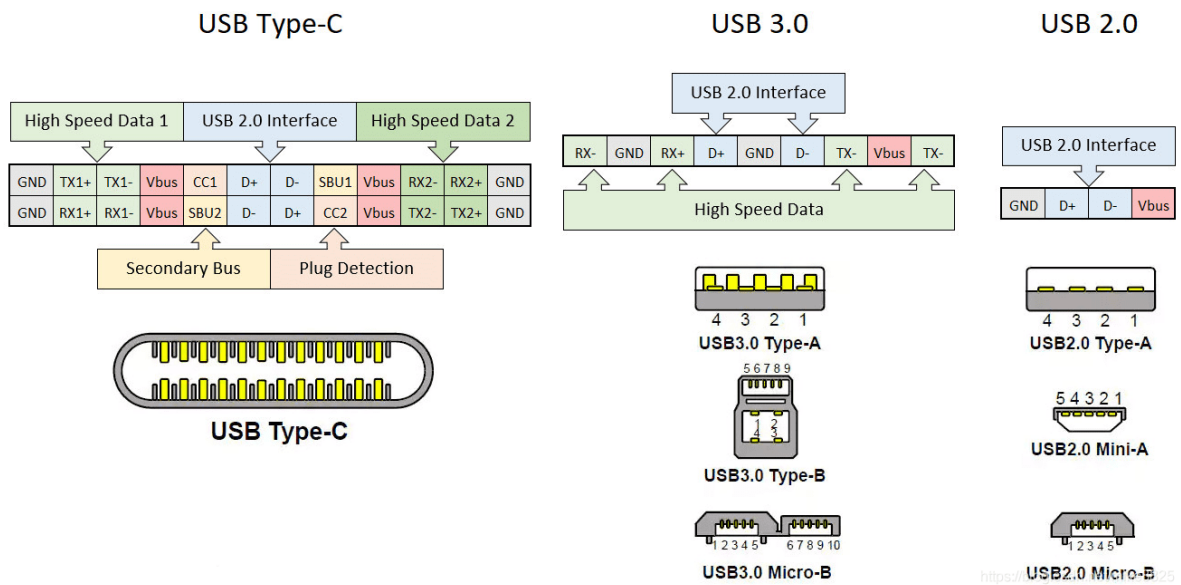 USB Type-C
USB 3.0
USB 2.0
High Speed Data 1 USB 2.0 Interface High Speed Data 2
GND TX1+ TX1- Vbus CC1 D+ D- SBU1 Vbus RX2- RX2+ GND
GND RX1+ RX1- Vbus SBU2 D- D+ CC2 Vbus TX2- TX2+ GND
Secondary Bus Plug Detection
USB Type-C
USB 2.0 Interface
RX- GND RX+ D+ GND D- TX- Vbus TX-
High Speed Data
4 3 2 1
USB3.0 Type-A
5 6 7 8 9
1 2
4 3
USB3.0 Type-B
1 2 3 4 5 6 7 8 9 10
USB3.0 Micro-B
USB 2.0 Interface
GND D+ D- Vbus
4 3 2 1
USB2.0 Type-A
5 4 3 2 1
USB2.0 Mini-A
1 2 3 4 5
USB2.0 Micro-B